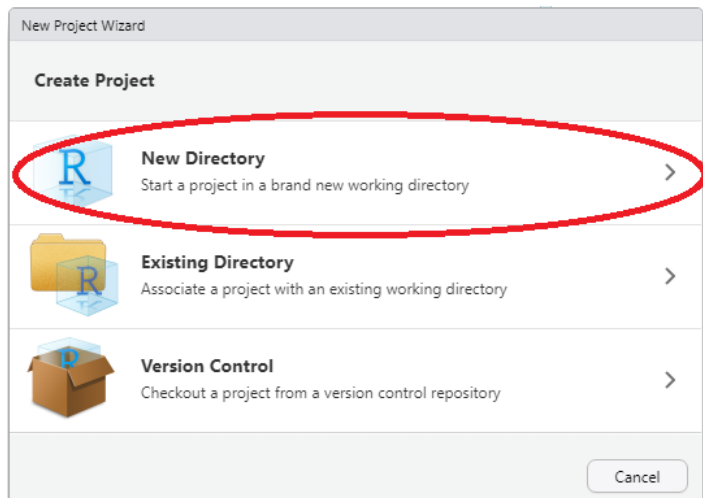 New Project Wizard
Create Project
R
New Directory
Start a project in a brand new working directory
R
Existing Directory
Associate a project with an existing working directory
R
Version Control
Checkout a project from a version control repository
Cancel